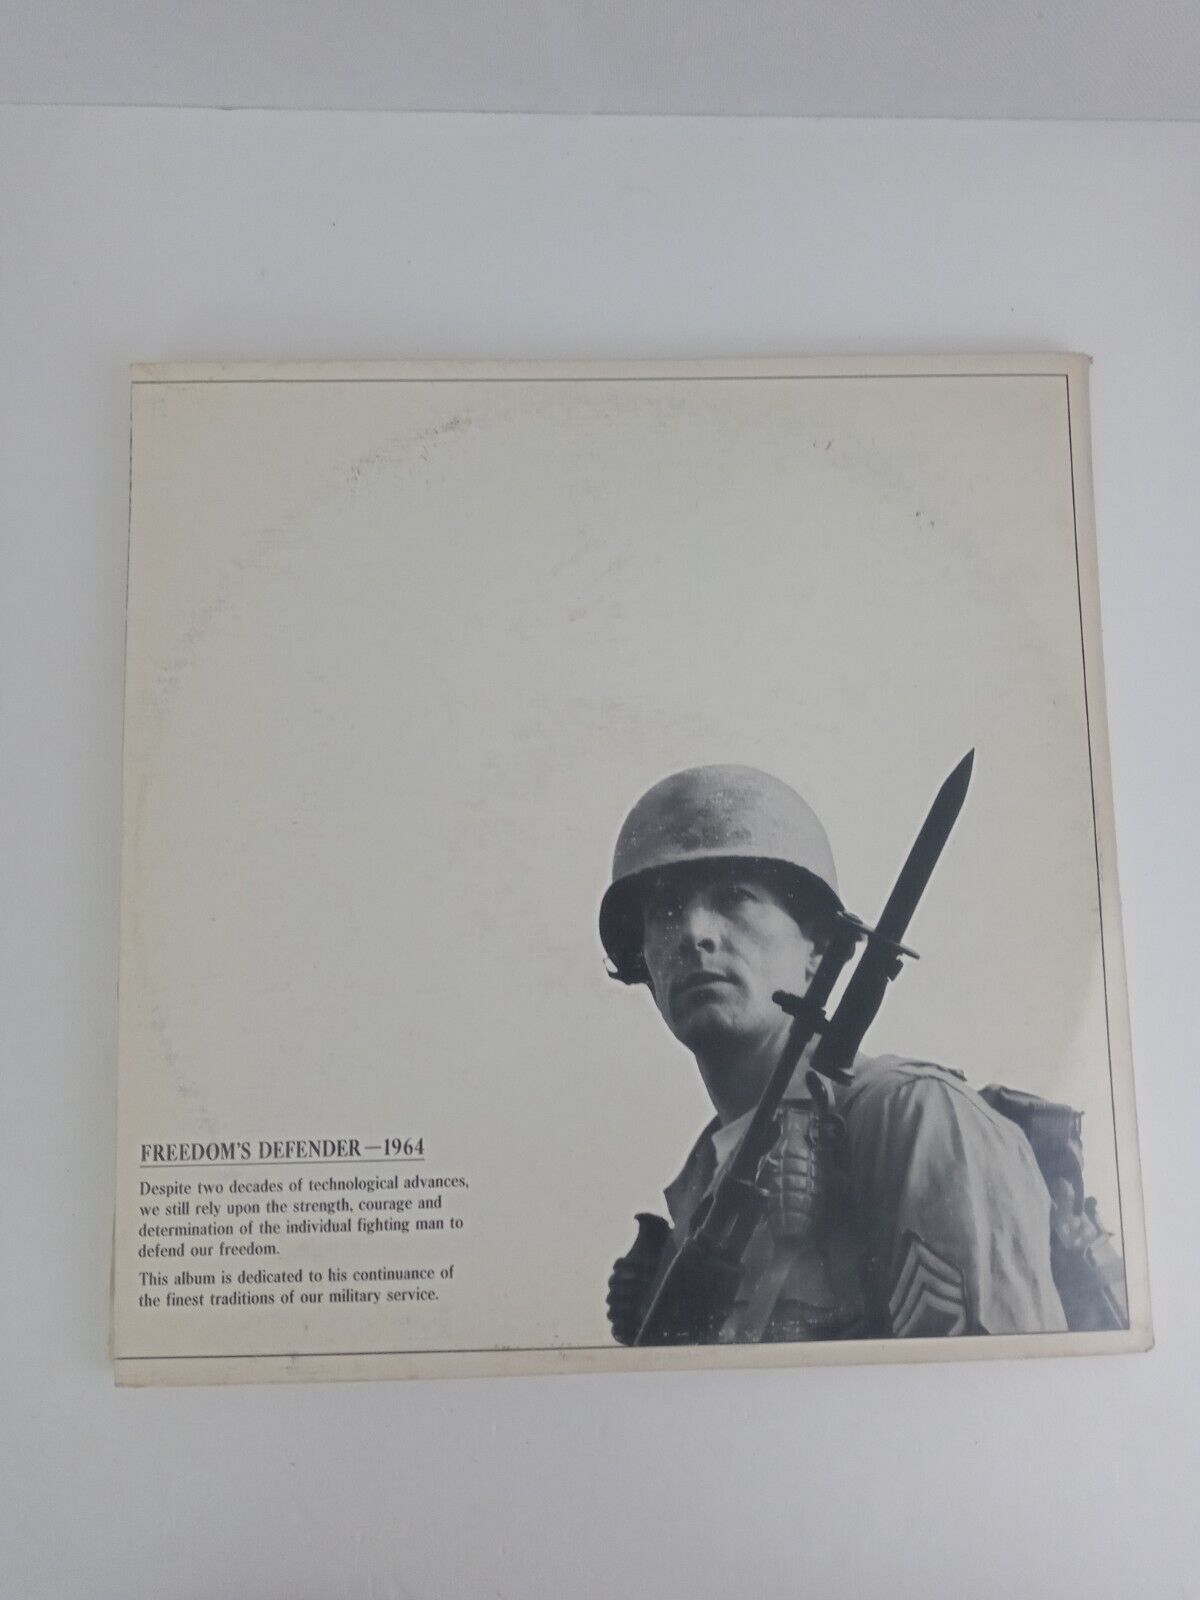 FREEDOM'S DEFENDER—1964
Despite two decades of technological advances,
we still rely upon the strength, courage and
determination of the individual fighting man to
defend our freedom.
This album is dedicated to his continuance of
the finest traditions of our military service.